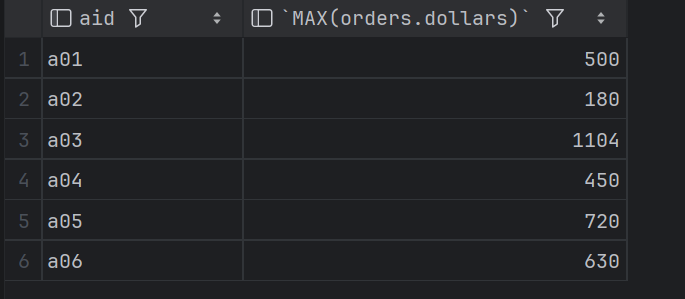 aid `MAX(orders.dollars)`
1 a01 500
2 a02 180
3 a03 1104
4 a04 450
5 a05 720
6 a06 630